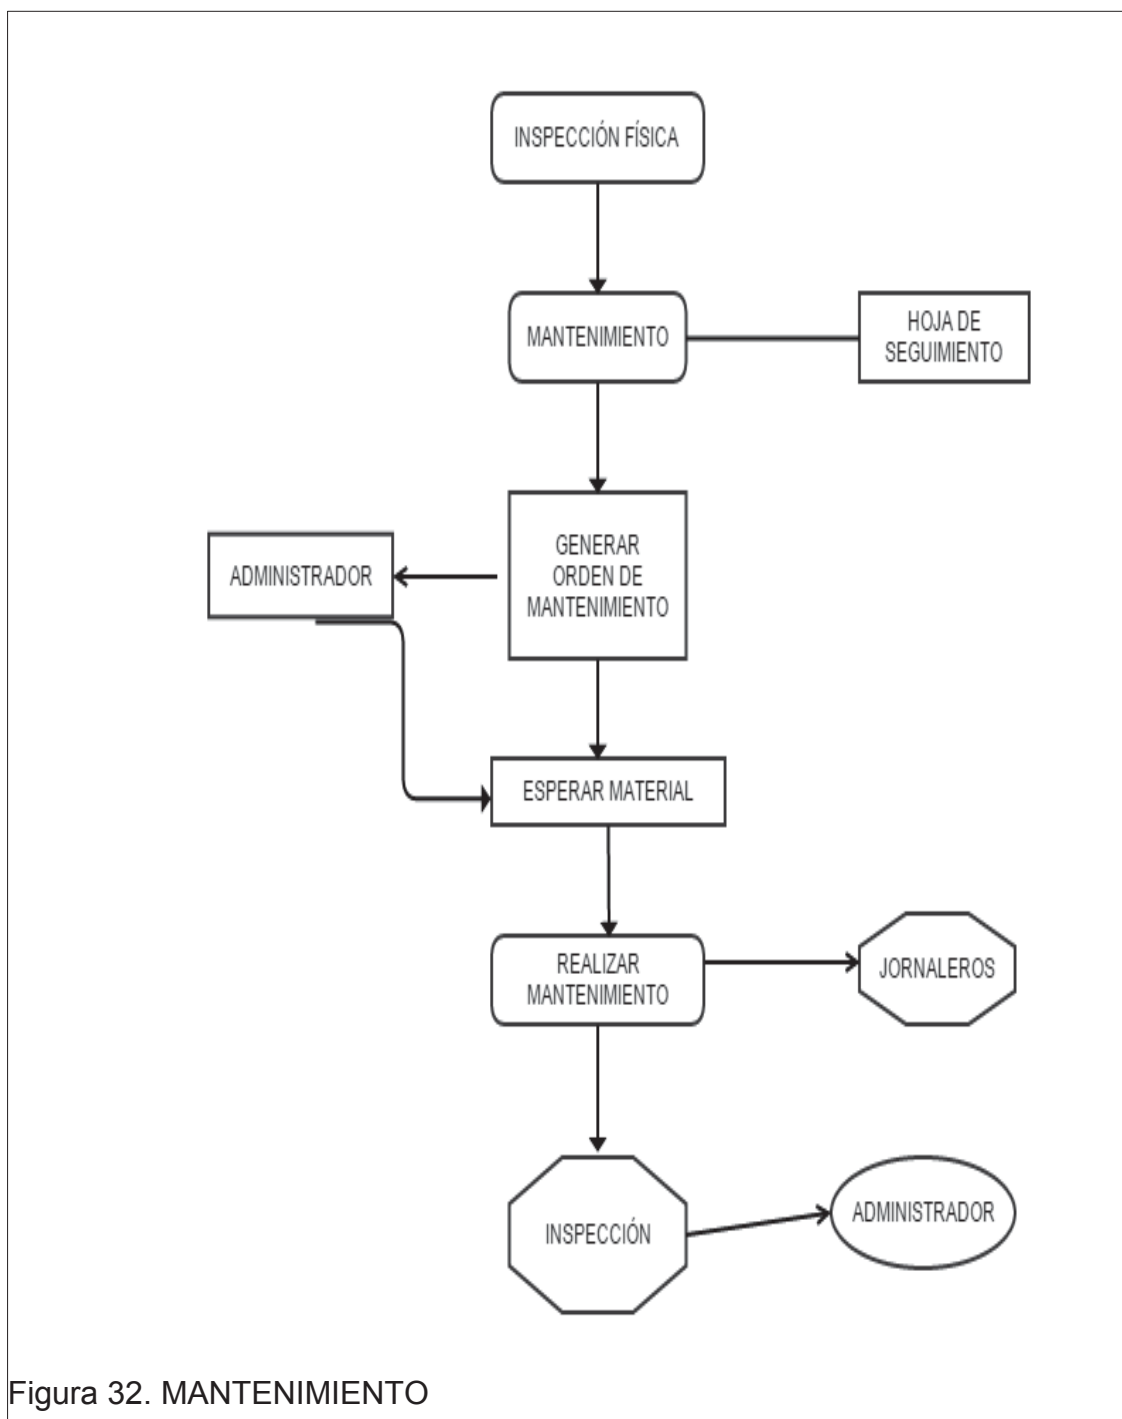 INSPECCIÓN FÍSICA
MANTENIMIENTO
HOJA DE
SEGUIMIENTO
GENERAR
ORDEN DE
MANTENIMIENTO
ADMINISTRADOR
ESPERAR MATERIAL
REALIZAR
MANTENIMIENTO
JORNALEROS
INSPECCIÓN
ADMINISTRADOR
Figura 32. MANTENIMIENTO